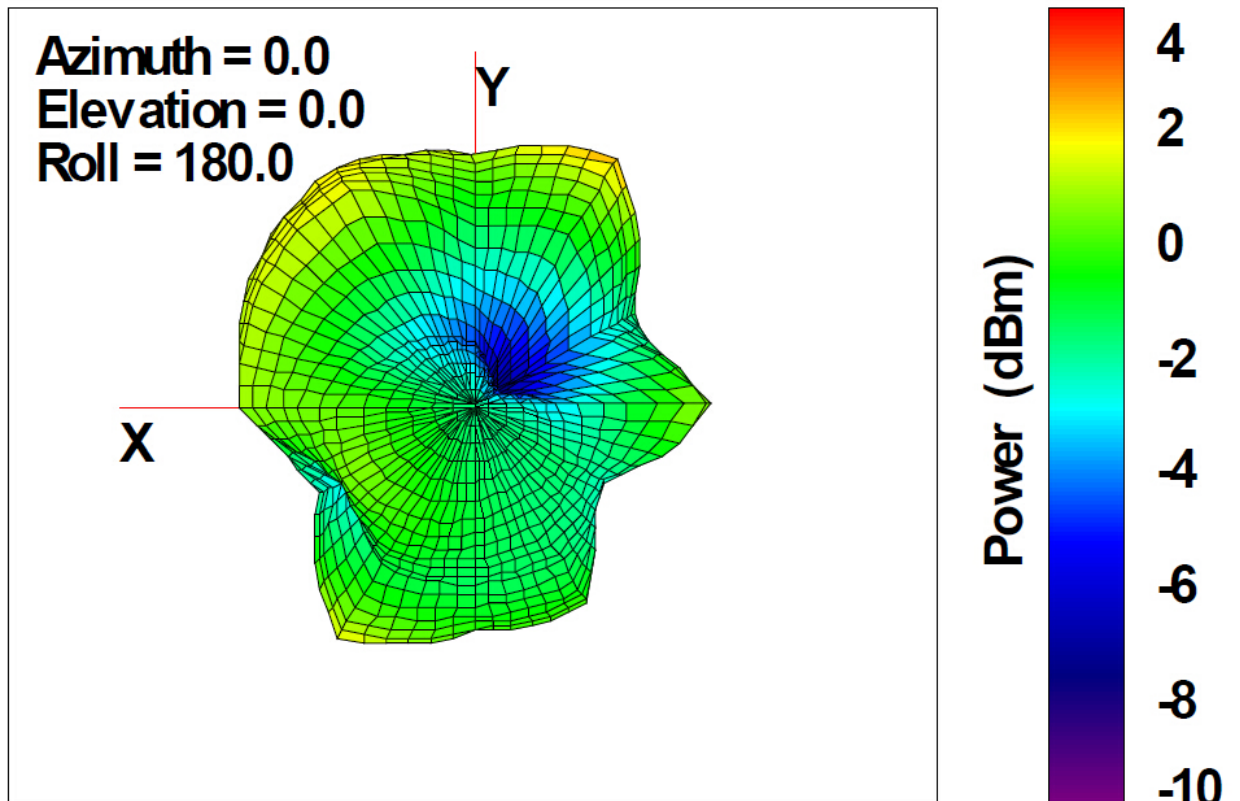 Azimuth = 0.0
Elevation = 0.0
Roll = 180.0
Y
X
Power (dBm)
4
2
0
-2
-4
-6
-8
-10